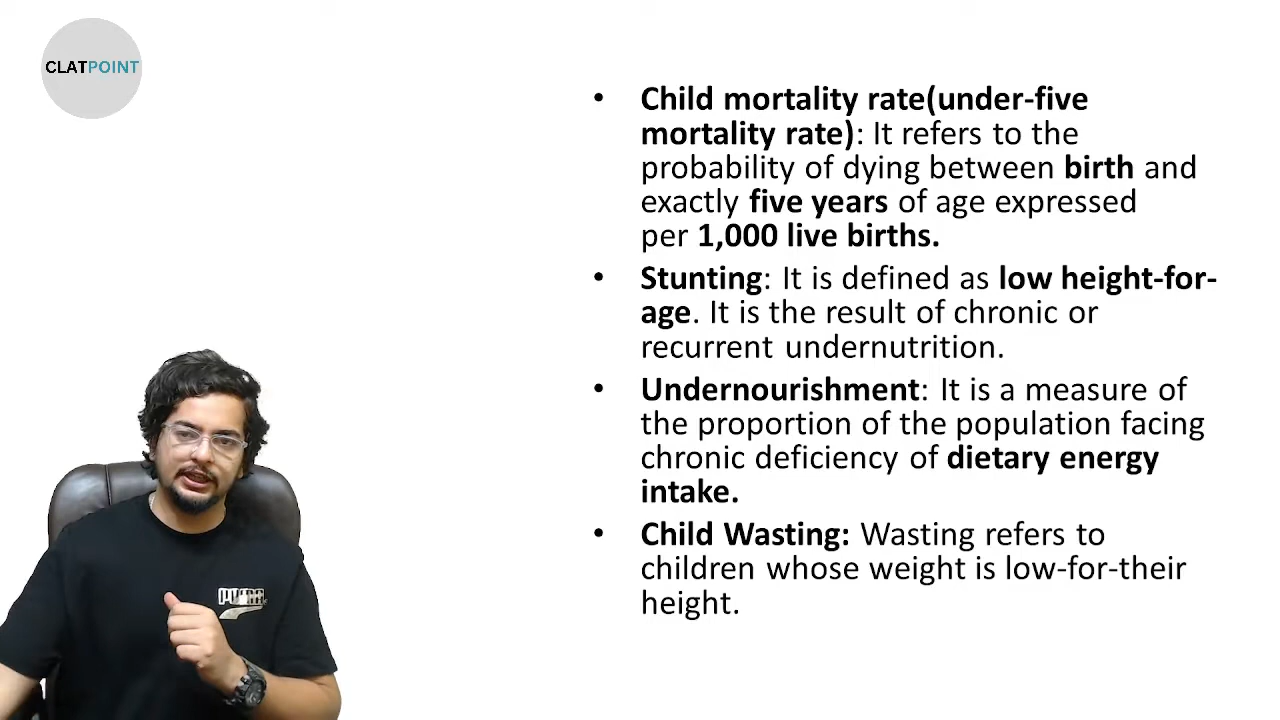 CLATPOINT
• Child mortality rate(under-five
mortality rate): It refers to the
probability of dying between birth and
exactly five years of age expressed
per 1,000 live births.
• Stunting: It is defined as low height-for-
age. It is the result of chronic or
recurrent undernutrition.
• Undernourishment: It is a measure of
the proportion of the population facing
chronic deficiency of dietary energy
intake.
• Child Wasting: Wasting refers to
children whose weight is low-for-their
height.
PUMA